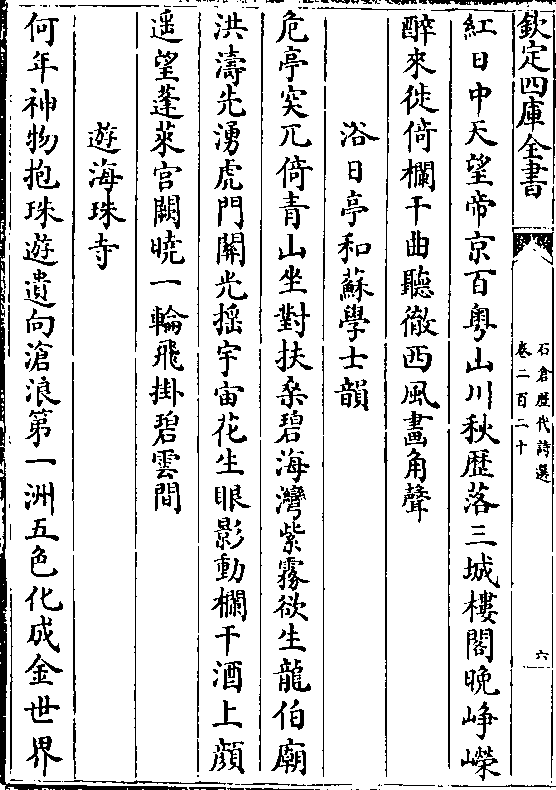 欽定四庫全書
石倉歷代詩選
卷二百二十
六
紅日中天望帝京百粤山川秋歷落三城樓閣晚崢嶸
醉來徙倚欄干曲聽徹西風畫角聲
浴日亭和蘇學士韻
危亭突兀倚青山坐對扶桑碧海灣紫霧欲生龍伯廟
洪濤先湧虎門關光摇宇宙花生眼影動欄干酒上顔
遥望蓬萊宫闕曉一輪飛掛碧雲間
遊海珠寺
何年神物抱珠遊遺向滄浪第一洲五色化成金世界